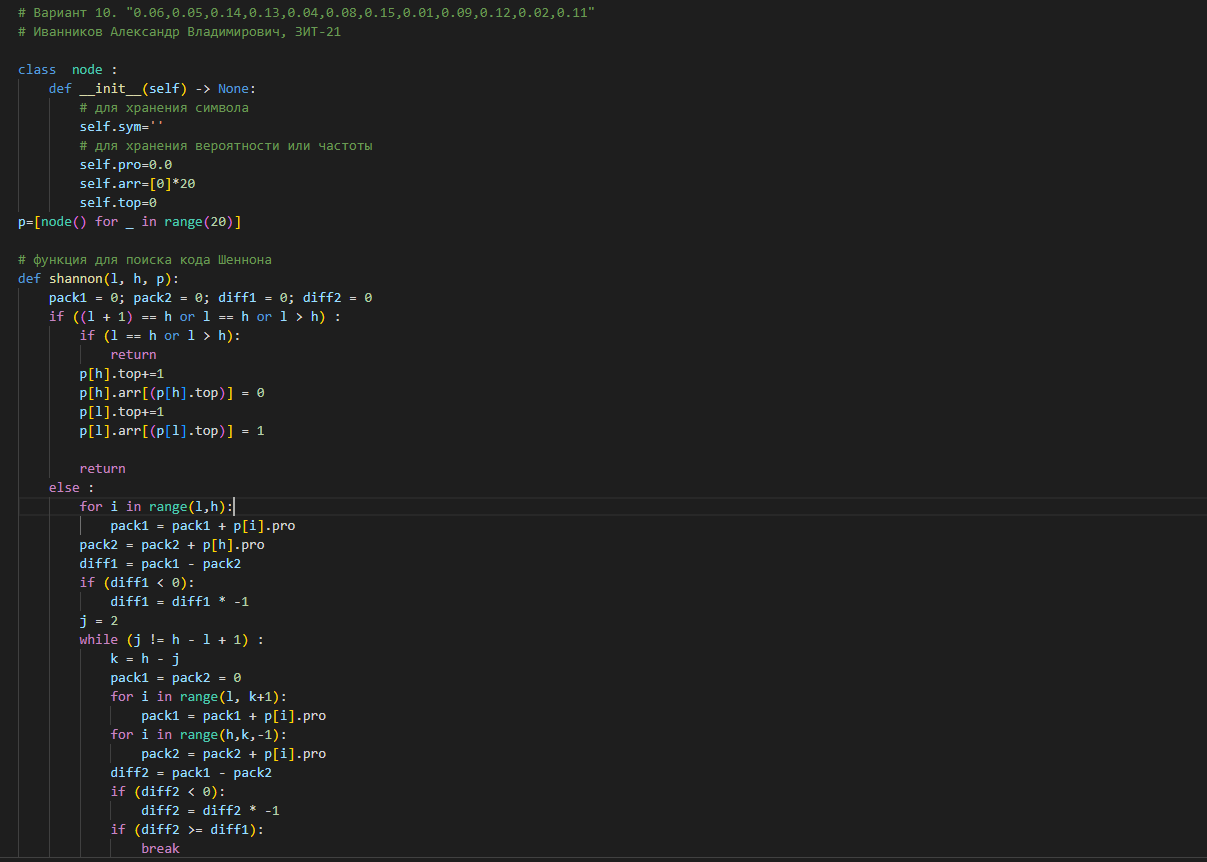 # Вариант 10. "0.06,0.05,0.14,0.13,0.04,0.08,0.15,0.01,0.09,0.12,0.02,0.11"
# Иванников Александр Владимирович, ЗИТ-21
class  node :
def __init__(self) -> None:
# для хранения символа
self.sym=''
# для хранения вероятности или частоты
self.pro=0.0
self.arr=[0]*20
self.top=0
p=[node() for _ in range(20)]
# функция для поиска кода Шеннона
def shannon(l, h, p):
pack1 = 0; pack2 = 0; diff1 = 0; diff2 = 0
if ((l + 1) == h or l == h or l > h) :
if (l == h or l > h):
return
p[h].top+=1
p[h].arr[(p[h].top)] = 0
p[l].top+=1
p[l].arr[(p[l].top)] = 1
return
else :
for i in range(l,h):
pack1 = pack1 + p[i].pro
pack2 = pack2 + p[h].pro
diff1 = pack1 - pack2
if (diff1 < 0):
diff1 = diff1 * -1
j = 2
while (j != h - l + 1) :
k = h - j
pack1 = pack2 = 0
for i in range(l, k+1):
pack1 = pack1 + p[i].pro
for i in range(h,k,-1):
pack2 = pack2 + p[i].pro
diff2 = pack1 - pack2
if (diff2 < 0):
diff2 = diff2 * -1
if (diff2 >= diff1):
break